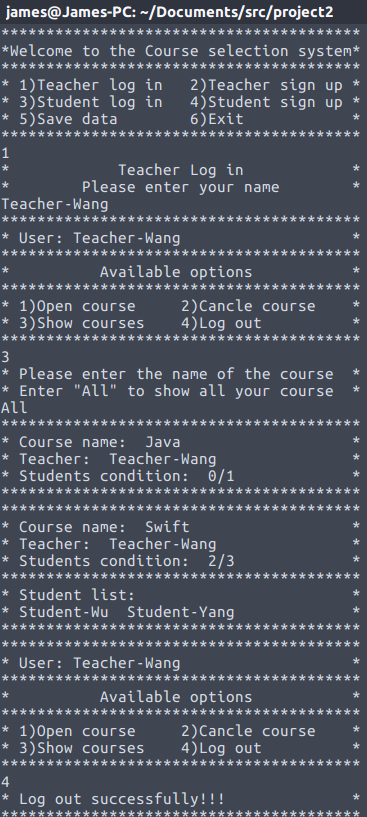 james@James-PC: ~/Documents/src/project2
****************************************
*Welcome to the Course selection system*
****************************************
* 1)Teacher log in   2)Teacher sign up *
* 3)Student log in   4)Student sign up *
* 5)Save data        6)Exit            *
****************************************
1
*            Teacher Log in            *
*        Please enter your name        *
Teacher-Wang
****************************************
* User: Teacher-Wang                   *
****************************************
*          Available options           *
****************************************
* 1)Open course     2)Cancle course    *
* 3)Show courses    4)Log out          *
****************************************
3
* Please enter the name of the course  *
* Enter "All" to show all your course  *
All
****************************************
* Course name:  Java                   *
* Teacher:  Teacher-Wang               *
* Students condition:  0/1             *
****************************************
****************************************
* Course name:  Swift                  *
* Teacher:  Teacher-Wang               *
* Students condition:  2/3             *
****************************************
* Student list:                        *
* Student-Wu  Student-Yang             *
****************************************
****************************************
* User: Teacher-Wang                   *
****************************************
*          Available options           *
****************************************
* 1)Open course     2)Cancle course    *
* 3)Show courses    4)Log out          *
****************************************
4
* Log out successfully!!!              *
****************************************